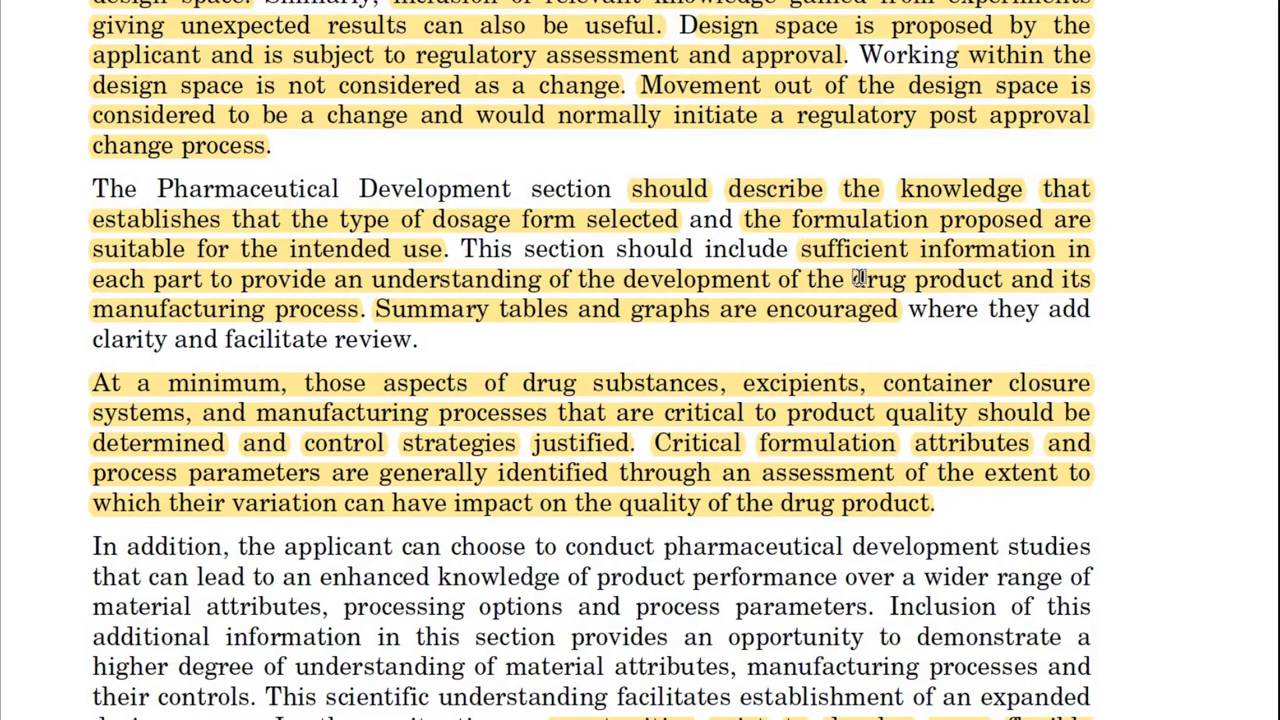 design space. Similarly, inclusion of relevant knowledge gained from experiments
giving unexpected results can also be useful. Design space is proposed by the
applicant and is subject to regulatory assessment and approval. Working within the
design space is not considered as a change. Movement out of the design space is
considered to be a change and would normally initiate a regulatory post approval
change process.
The Pharmaceutical Development section should describe the knowledge that
establishes that the type of dosage form selected and the formulation proposed are
suitable for the intended use. This section should include sufficient information in
each part to provide an understanding of the development of the drug product and its
manufacturing process. Summary tables and graphs are encouraged where they add
clarity and facilitate review.
At a minimum, those aspects of drug substances, excipients, container closure
systems, and manufacturing processes that are critical to product quality should be
determined and control strategies justified. Critical formulation attributes and
process parameters are generally identified through an assessment of the extent to
which their variation can have impact on the quality of the drug product.
In addition, the applicant can choose to conduct pharmaceutical development studies
that can lead to an enhanced knowledge of product performance over a wider range of
material attributes, processing options and process parameters. Inclusion of this
additional information in this section provides an opportunity to demonstrate a
higher degree of understanding of material attributes, manufacturing processes and
their controls. This scientific understanding facilitates establishment of an expanded